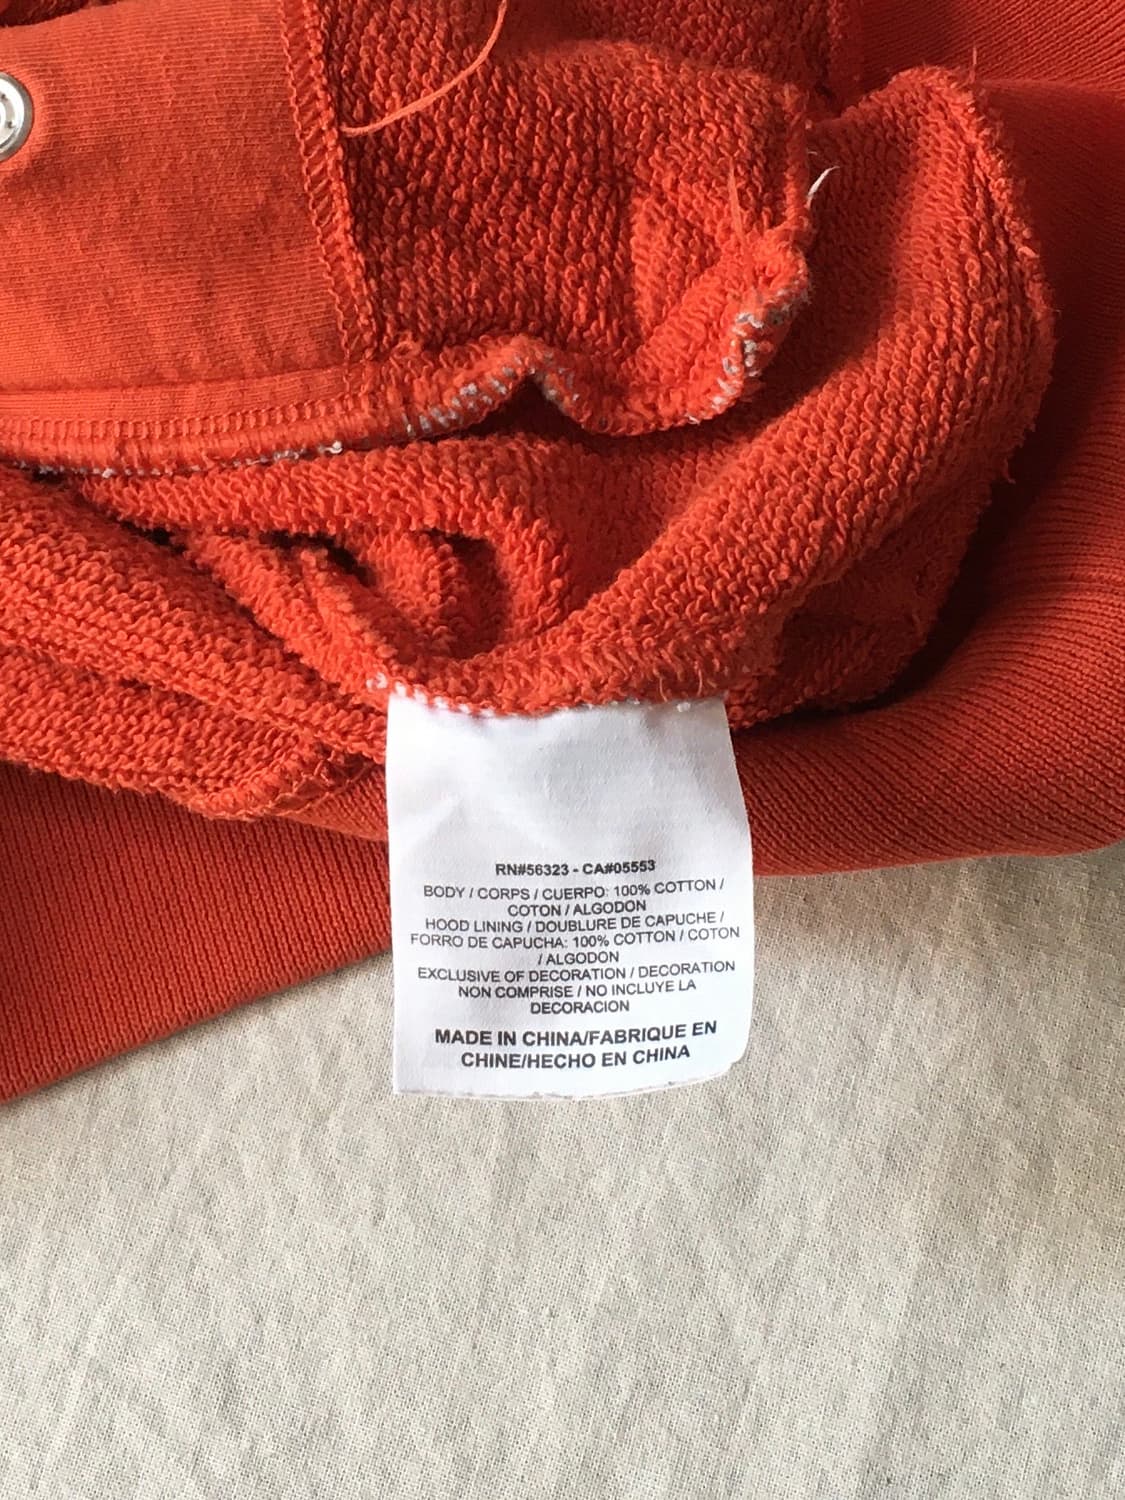 RN#56323 - CA#05553
BODY / CORPS / CUERPO: 100% COTTON /
COTON / ALGODON
HOOD LINING / DOUBLURE DE CAPUCHE /
FORRO DE CAPUCHA: 100% COTTON / COTON
/ ALGODON
EXCLUSIVE OF DECORATION / DECORATION
NON COMPRISE / NO INCLUYE LA
DECORACION
MADE IN CHINA/FABRIQUE EN
CHINE/HECHO EN CHINA